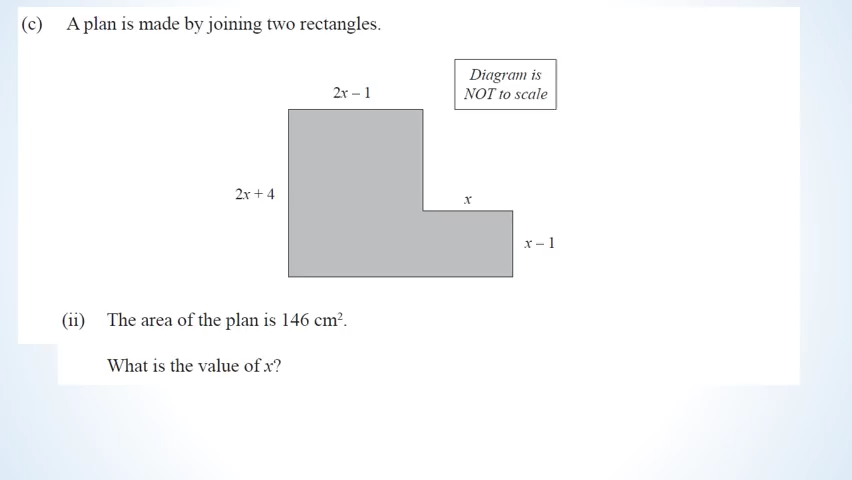 (c) A plan is made by joining two rectangles.
Diagram is
NOT to scale
2x – 1
2x + 4
x
x – 1
(ii) The area of the plan is 146 cm².
What is the value of x?